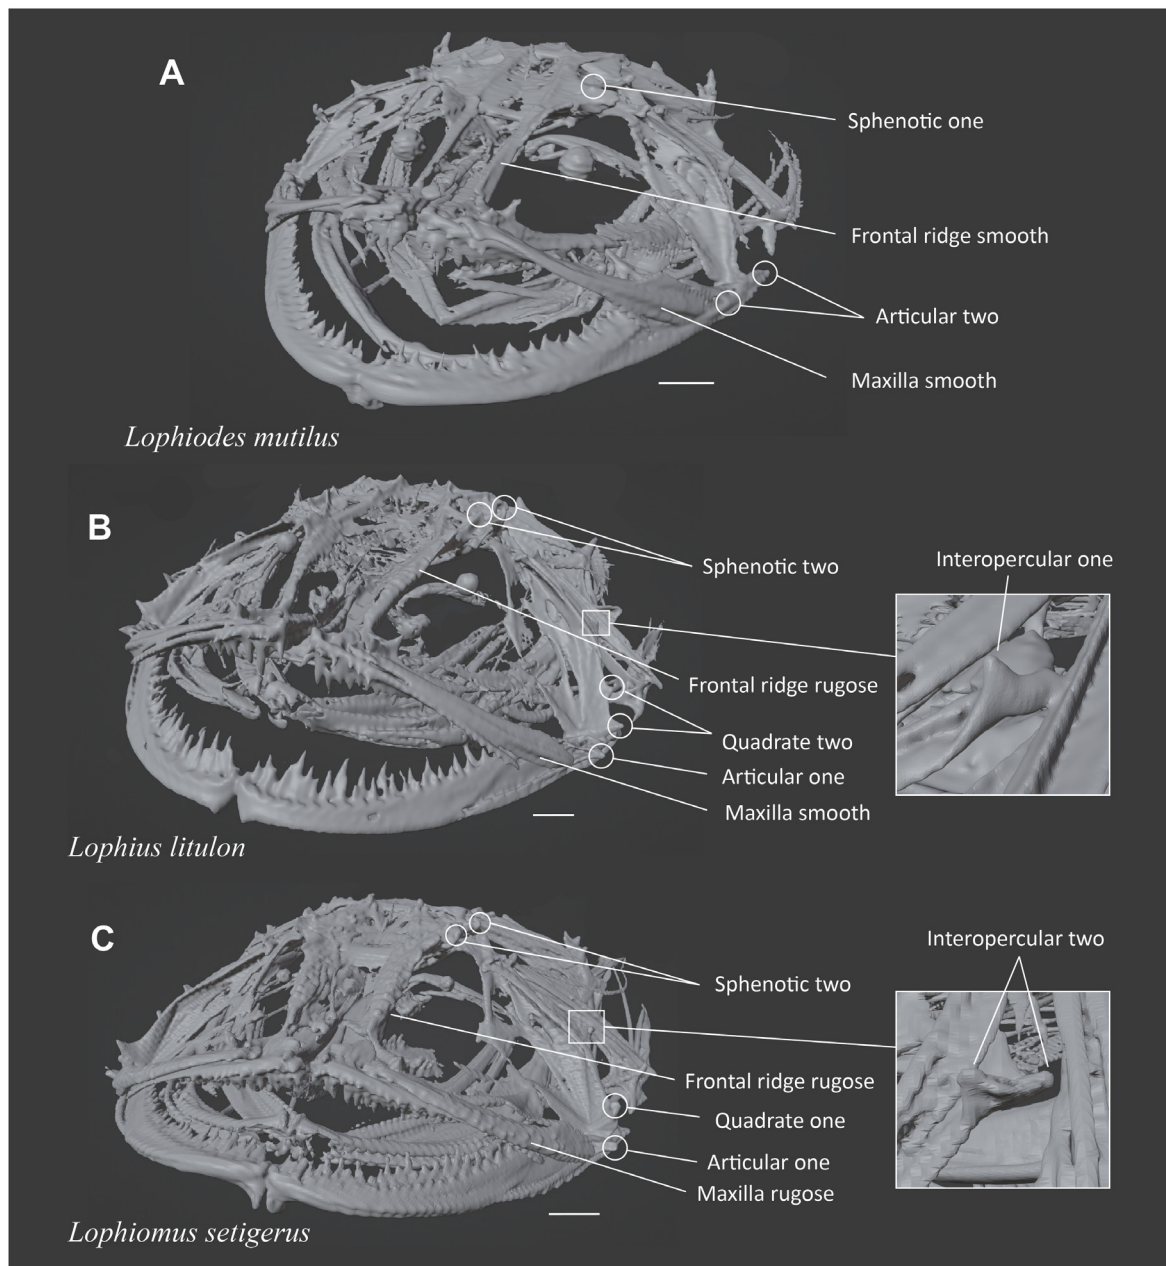 A
Sphenotic one
Frontal ridge smooth
Articular two
Maxilla smooth
Lophiodes mutilus
B
Sphenotic two
Interopercular one
Frontal ridge rugose
Quadrate two
Articular one
Maxilla smooth
Lophius litulon
C
Interopercular two
Sphenotic two
Frontal ridge rugose
Quadrate one
Articular one
Maxilla rugose
Lophiomus setigerus